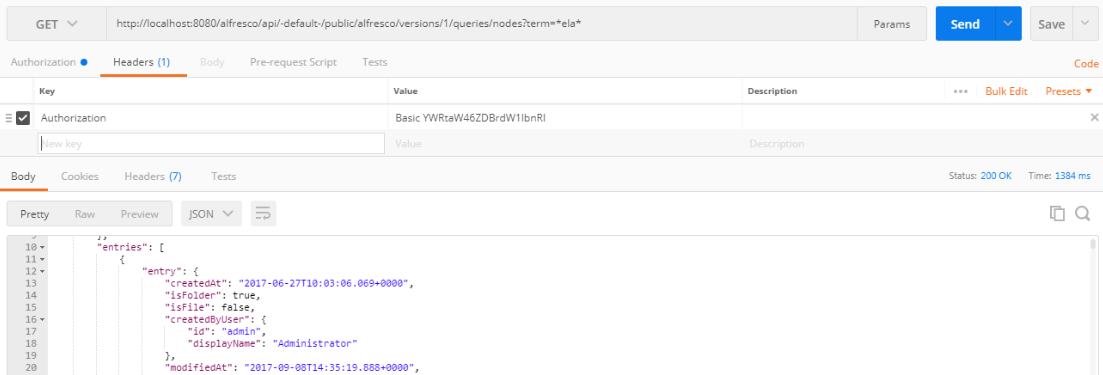 GET http://localhost:8080/alfresco/api/-default-/public/alfresco/versions/1/queries/nodes?term=*ela* Params Send Save
Authorization Headers (1) Body Pre-request Script Tests Code
Key Value Description Bulk Edit Presets
Authorization Basic YWRtaW46ZDBrdW1lbnRl
New key Value Description
Body Cookies Headers (7) Tests Status: 200 OK Time: 1384 ms
Pretty Raw Preview JSON
9 },
10 "entries": [
11 {
12 "entry": {
13 "createdAt": "2017-06-27T10:03:06.069+0000",
14 "isFolder": true,
15 "isFile": false,
16 "createdByUser": {
17 "id": "admin",
18 "displayName": "Administrator"
19 },
20 "modifiedAt": "2017-09-08T14:35:19.888+0000",